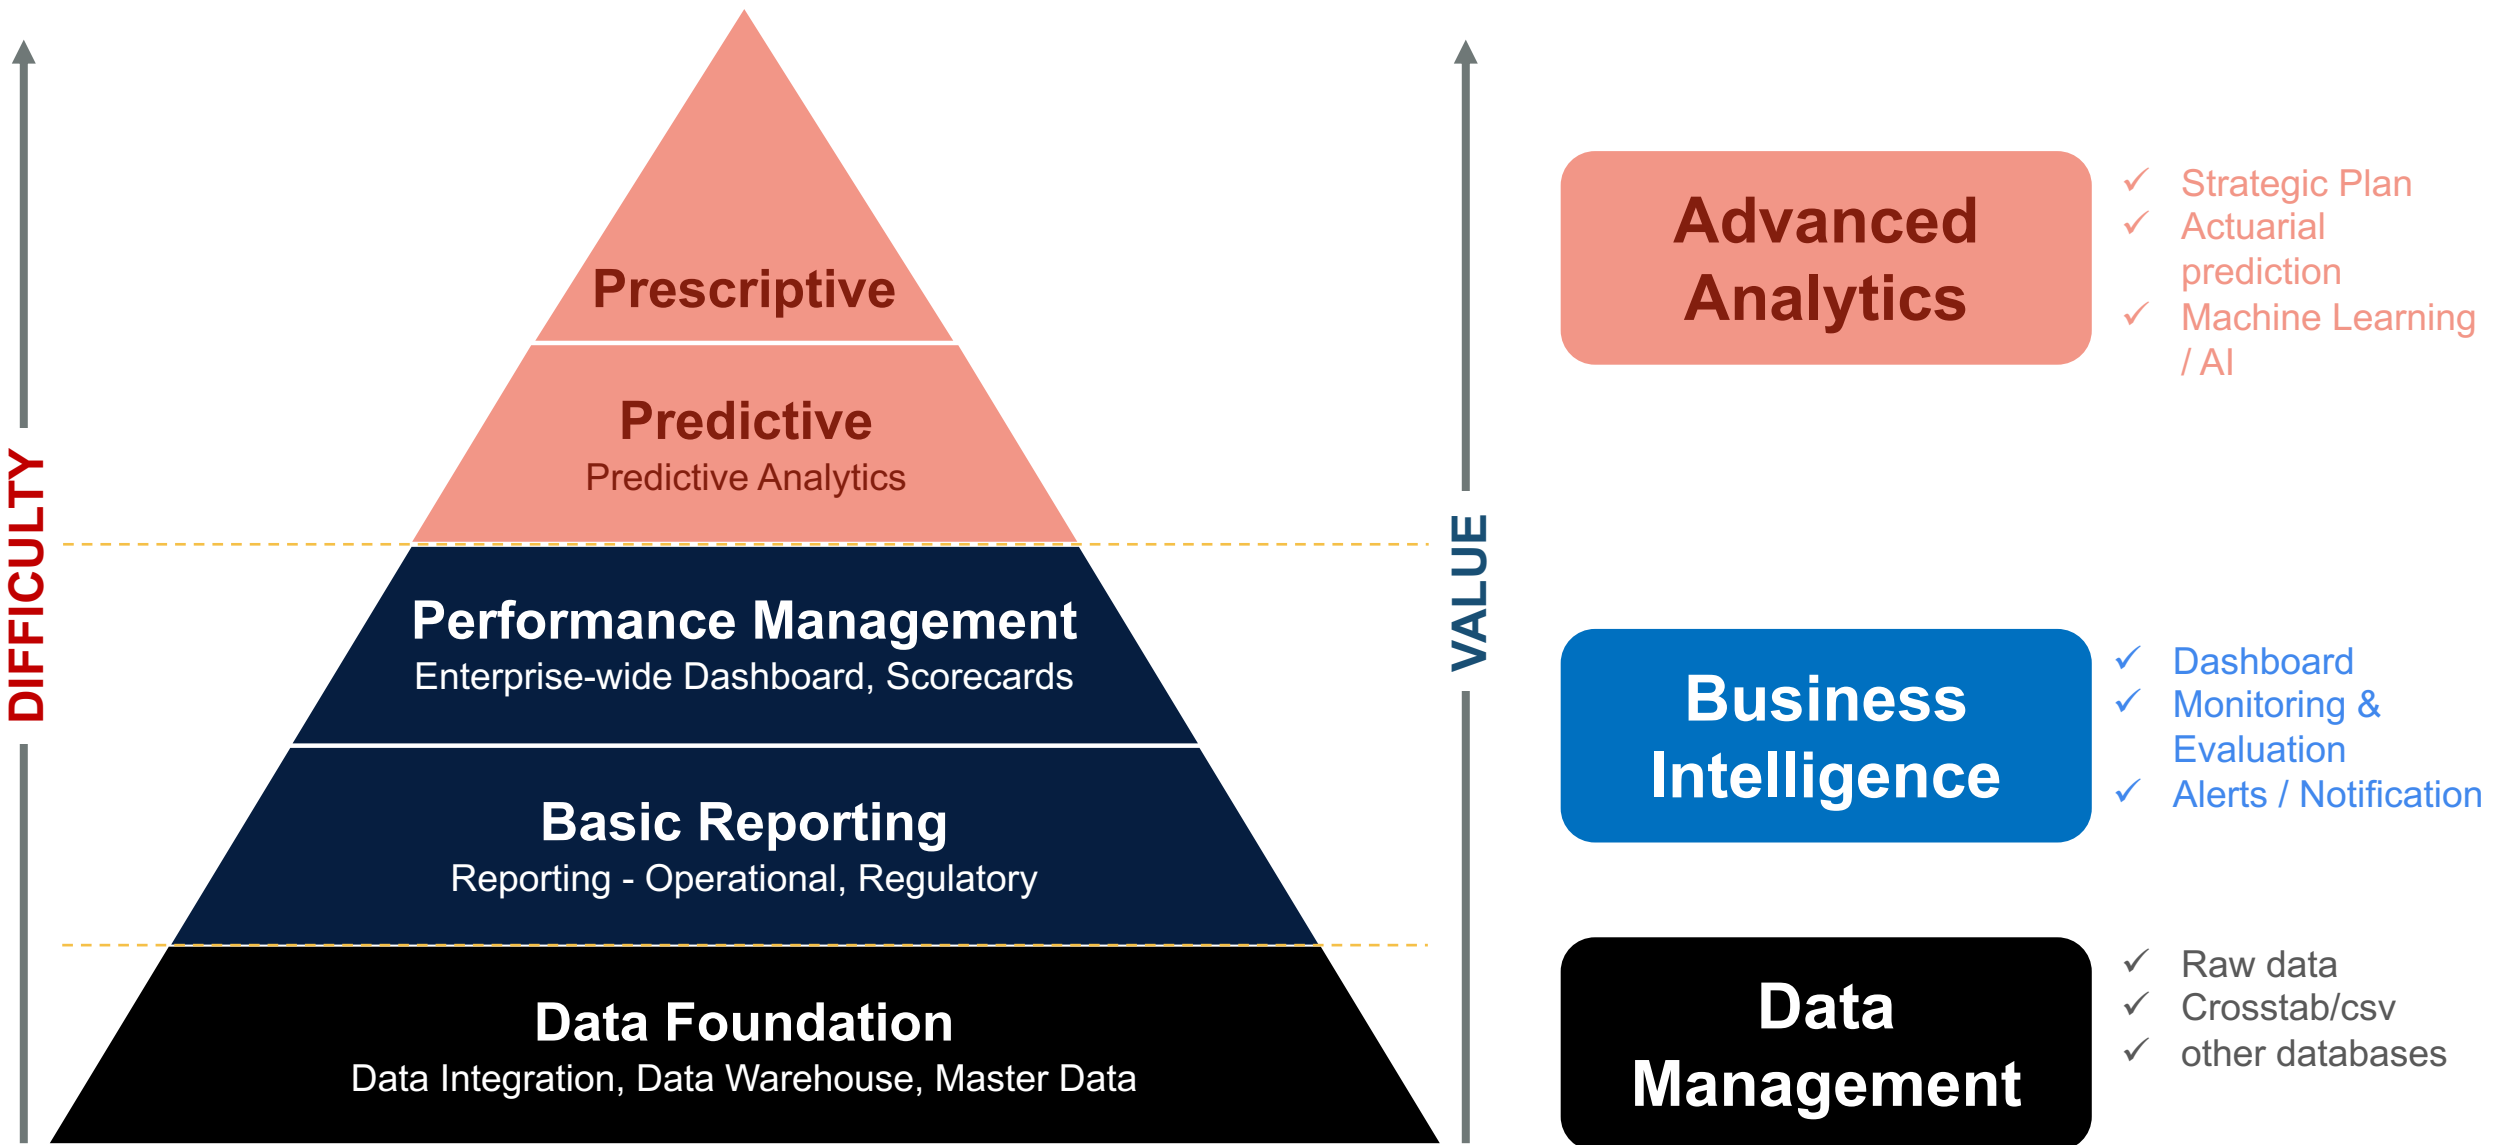 DIFFICULTY
Prescriptive
Predictive
Predictive Analytics
Performance Management
Enterprise-wide Dashboard, Scorecards
Basic Reporting
Reporting - Operational, Regulatory
Data Foundation
Data Integration, Data Warehouse, Master Data
VALUE
Advanced
Analytics
✓ Strategic Plan
✓ Actuarial
prediction
✓ Machine Learning
/ AI
Business
Intelligence
✓ Dashboard
✓ Monitoring &
Evaluation
✓ Alerts / Notification
Data
Management
✓ Raw data
✓ Crosstab/csv
✓ other databases